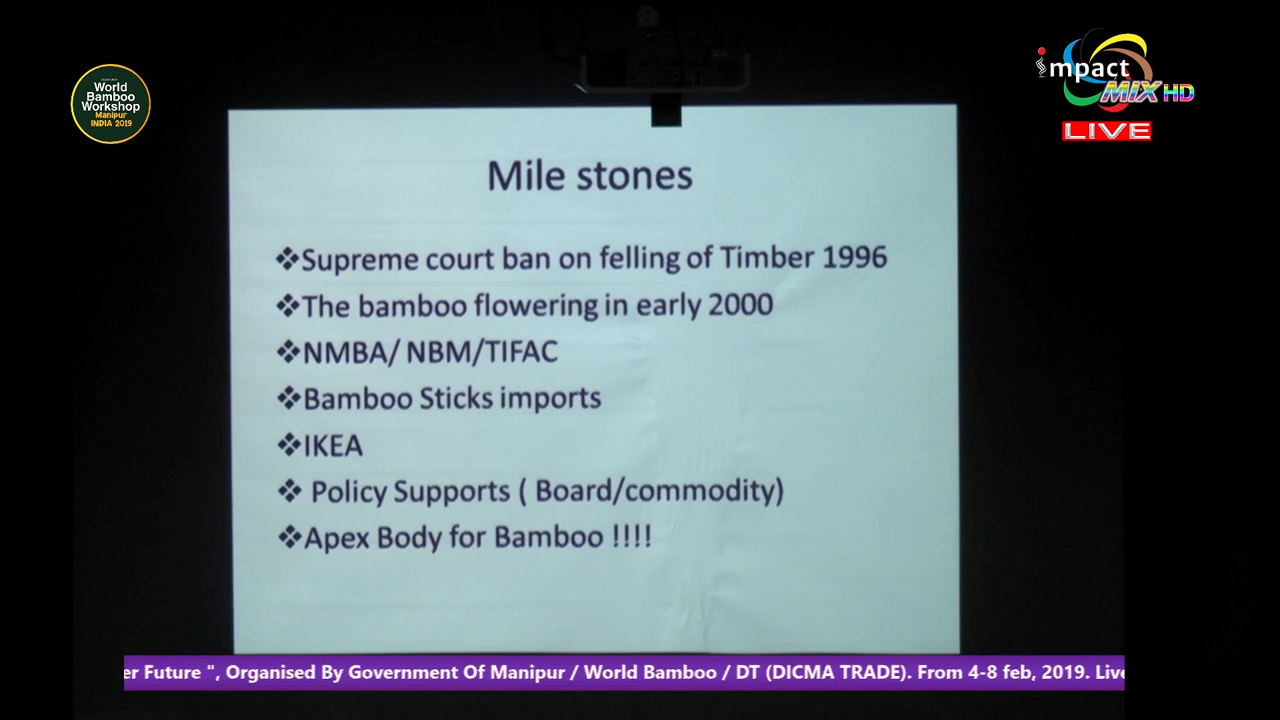 World
Bamboo
Workshop
Manipur
INDIA 2019
impact
MIX HD
LIVE
Mile stones
❖Supreme court ban on felling of Timber 1996
❖The bamboo flowering in early 2000
❖NMBA/ NBM/TIFAC
❖Bamboo Sticks imports
❖IKEA
❖ Policy Supports ( Board/commodity)
❖Apex Body for Bamboo !!!!
er Future ", Organised By Government Of Manipur / World Bamboo / DT (DICMA TRADE). From 4-8 feb, 2019. Live